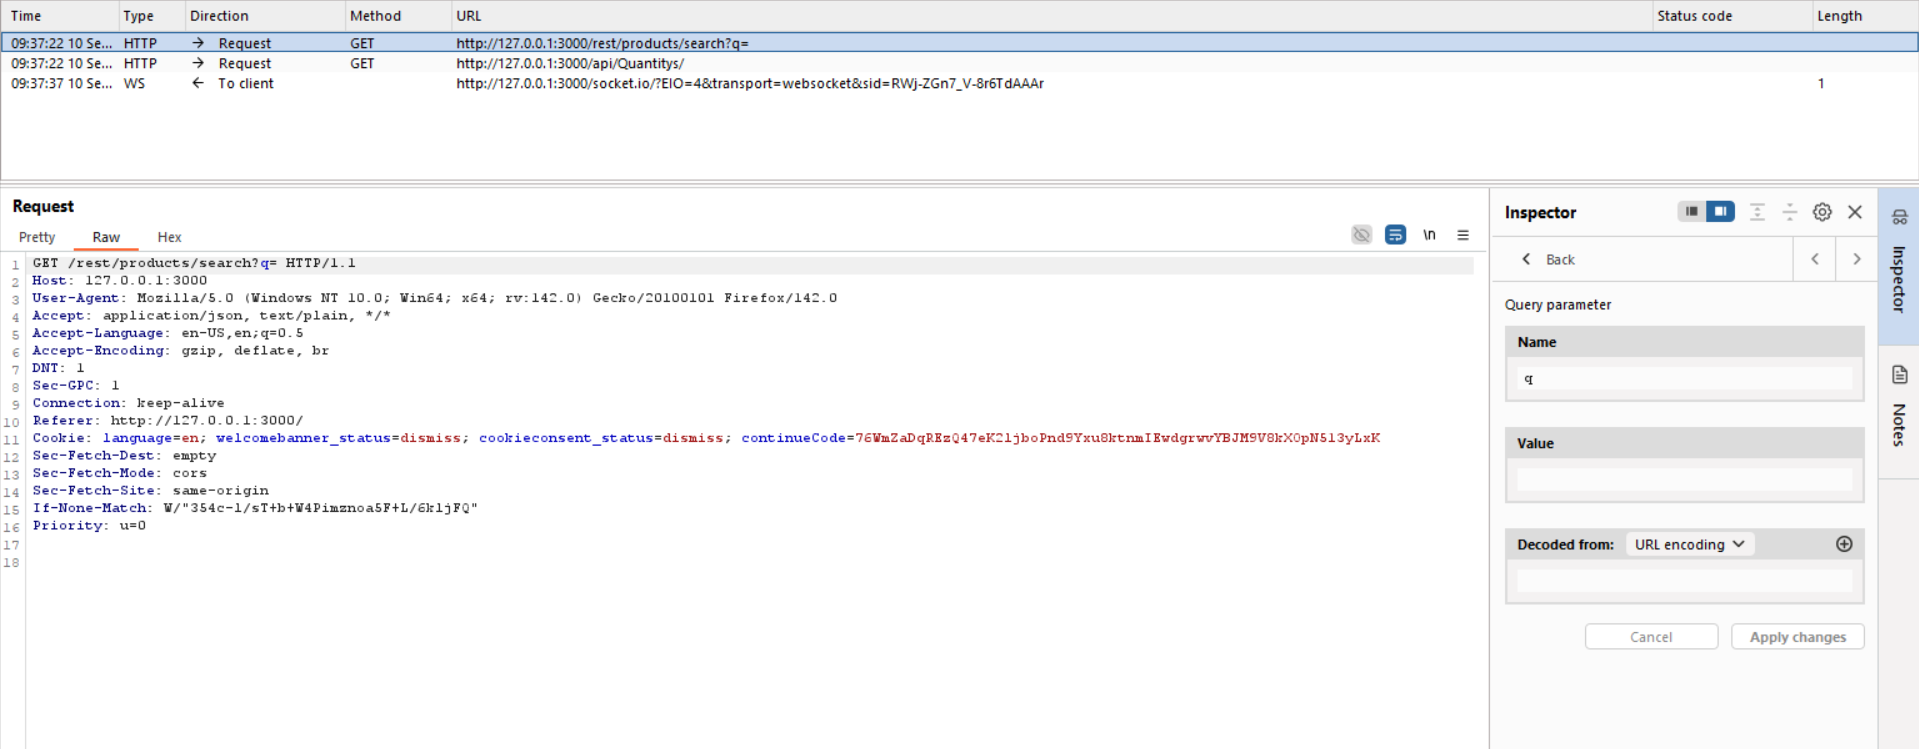 Time Type Direction Method URL Status code Length
09:37:22 10 Se... HTTP → Request GET http://127.0.0.1:3000/rest/products/search?q=
09:37:22 10 Se... HTTP → Request GET http://127.0.0.1:3000/api/Quantitys/
09:37:37 10 Se... WS ← To client http://127.0.0.1:3000/socket.io/?EIO=4&transport=websocket&sid=RWj-ZGn7_V-8r6TdAAAr 1
Request
Pretty Raw Hex
\n
1 GET /rest/products/search?q= HTTP/1.1
2 Host: 127.0.0.1:3000
3 User-Agent: Mozilla/5.0 (Windows NT 10.0; Win64; x64; rv:142.0) Gecko/20100101 Firefox/142.0
4 Accept: application/json, text/plain, */*
5 Accept-Language: en-US,en;q=0.5
6 Accept-Encoding: gzip, deflate, br
7 DNT: 1
8 Sec-GPC: 1
9 Connection: keep-alive
10 Referer: http://127.0.0.1:3000/
11 Cookie: language=en; welcomebanner_status=dismiss; cookieconsent_status=dismiss; continueCode=
12 Sec-Fetch-Dest: empty
13 Sec-Fetch-Mode: cors
14 Sec-Fetch-Site: same-origin
15 If-None-Match:
16 Priority: u=0
17
18
Inspector
Back
Query parameter
Name
q
Value
Decoded from: URL encoding
Cancel Apply changes
Inspector
Notes